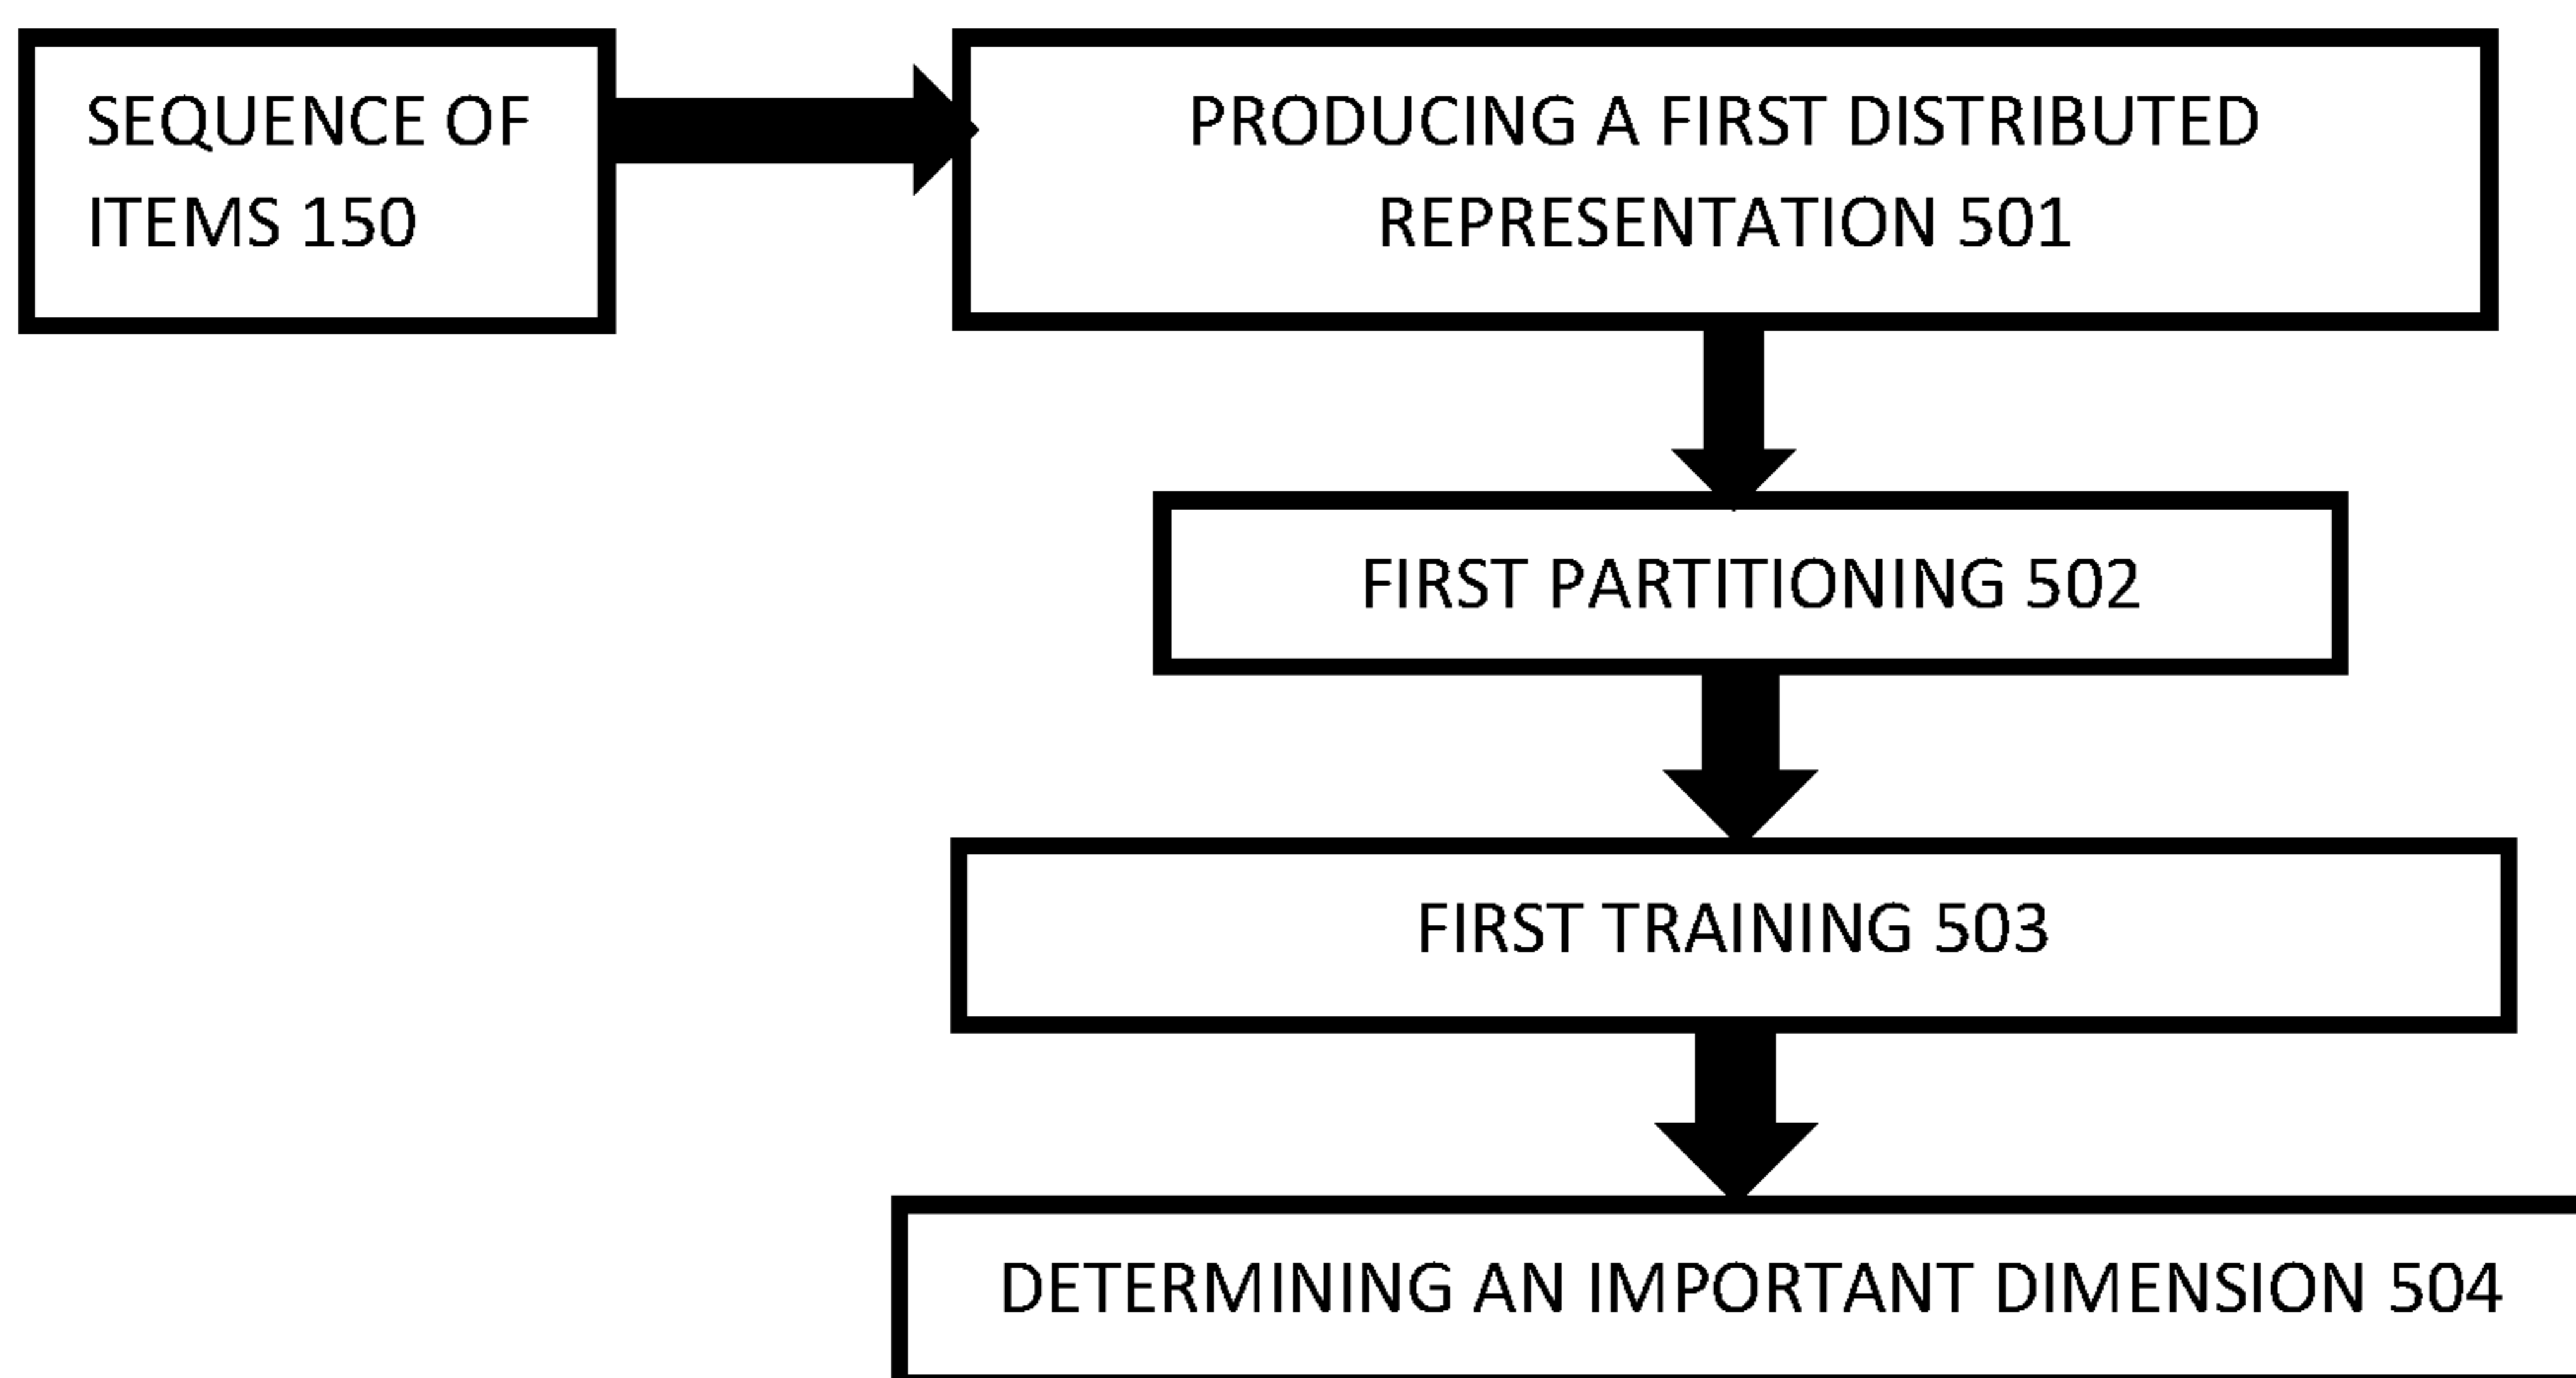 SEQUENCE OF
ITEMS 150
PRODUCING A FIRST DISTRIBUTED
REPRESENTATION 501
FIRST PARTITIONING 502
FIRST TRAINING 503
DETERMINING AN IMPORTANT DIMENSION 504